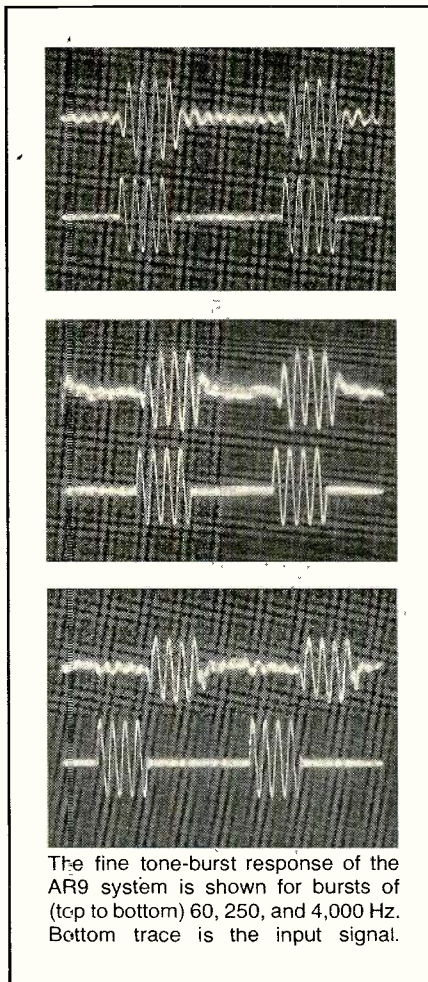 The fine tone-burst response of the
AR9 system is shown for bursts of
(top to bottom) 60, 250, and 4,000 Hz.
Bottom trace is the input signal.